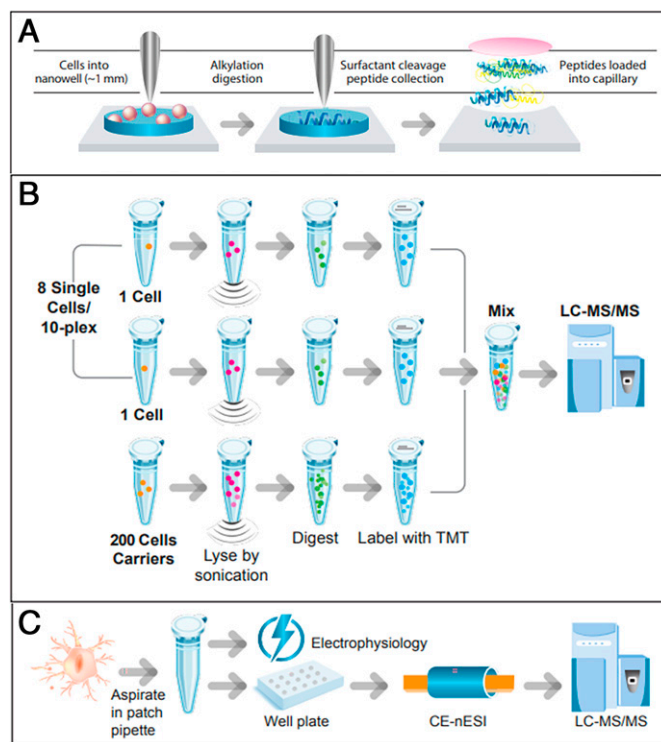 A
Cells into
nanowell (~1 mm)
Alkylation
digestion
Surfactant cleavage
peptide collection
Peptides loaded
into capillary
B
8 Single
Cells/
10-plex
1 Cell
1 Cell
200 Cells
Carriers
Lyse by
sonication
Digest
Label with TMT
Mix
LC-MS/MS
C
Aspirate
in patch
pipette
Electrophysiology
Well plate
CE-nESI
LC-MS/MS